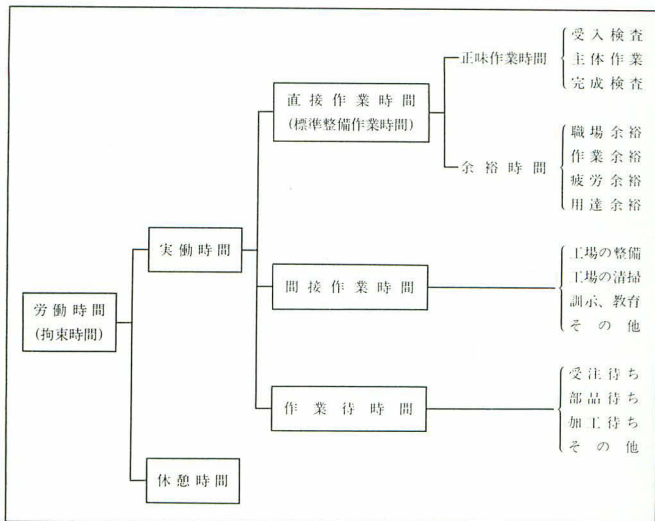 労働時間
(拘束時間)
実働時間
休憩時間
直接作業時間
(標準整備作業時間)
間接作業時間
作業待時間
正味作業時間
受入検査
主体作業
完成検査
余裕時間
職場余裕
作業余裕
疲労余裕
用達余裕
工場の整備
工場の清掃
訓示、教育
その他
受注待ち
部品待ち
加工待ち
その他